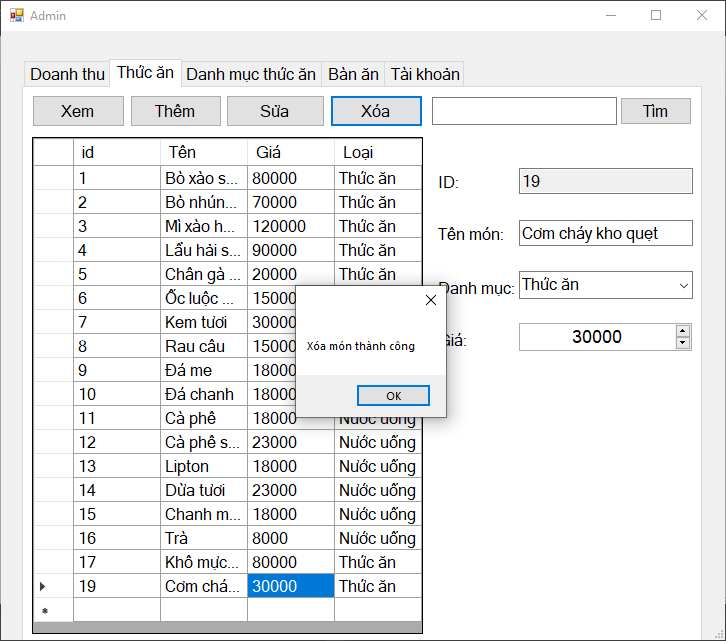 Admin
Doanh thu Thức ăn Danh mục thức ăn Bàn ăn Tài khoản
Xem Thêm Sửa Xóa Tìm
id Tên Giá Loại
1 Bò xào s... 80000 Thức ăn
2 Bò nhún... 70000 Thức ăn
3 Mì xào h... 120000 Thức ăn
4 Lẩu hải s... 90000 Thức ăn
5 Chân gà ... 20000 Thức ăn
6 Ốc luộc ... 15000
7 Kem tươi 30000
8 Rau câu 15000
9 Đá me 18000
10 Đá chanh 18000
11 Cà phê 18000 Nước uống
12 Cà phê s... 23000 Nước uống
13 Lipton 18000 Nước uống
14 Dừa tươi 23000 Nước uống
15 Chanh m... 18000 Nước uống
16 Trà 8000 Nước uống
17 Khô mực... 80000 Thức ăn
19 Cơm chá... 30000 Thức ăn
ID: 19
Tên món: Cơm cháy kho quẹt
Danh mục: Thức ăn
Giá: 30000
Xóa món thành công
OK